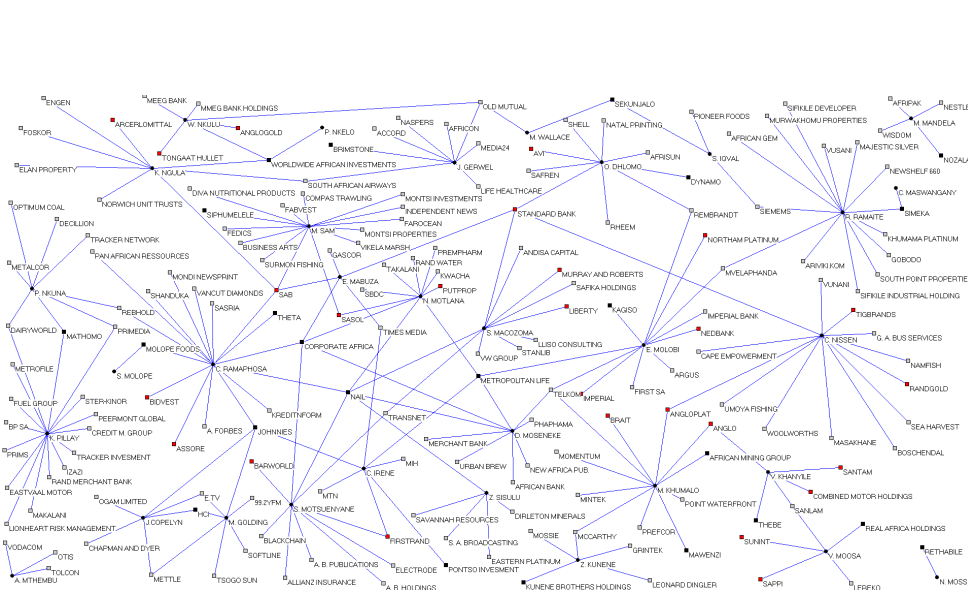 ENGEN
MEEG BANK
MMEG BANK HOLDINGS
OLD MUTUAL
SEKUNJALO
SIFIKILE DEVELOPER
AFRIPAK
NESTLE
PIONEER FOODS
MURWAKHOMU PROPERTIES
ARCERLOMITTAL
W. NKULU
ANGLOGOLD
NASPERS
AFRICON
SHELL
NATAL PRINTING
M. MANDELA
FOSKOR
P. NKELO
ACCORD
M. WALLACE
AFRICAN GEM
WISDOM
BRIMSTONE
MEDIA24
MAJESTIC SILVER
VUSANI
TONGAAT HULLET
AVI
AFRISUN
S. IQVAL
NOZALA
WORLDWIDE AFRICAN INVESTMENTS
J. GERWEL
O. DHLOMO
ELAN PROPERTY
K. NGULA
SAFREN
DYNAMO
NEWSHELF 660
SOUTH AFRICAN AIRWAYS
LIFE HEALTHCARE
C. MASWANGANY
DIVA NUTRITIONAL PRODUCTS
COMPAS TRAWLING
MONTSI INVESTMENTS
NORWICH UNIT TRUSTS
OPTIMUM COAL
SIPHUMELELE
FABVEST
INDEPENDENT NEWS
STANDARD BANK
REMBRANDT
SIEMEMS
R. RAMAITE
SIMEKA
DECILLION
FAROCEAN
RHEEM
FEDICS
M. SAM
MONTSI PROPERTIES
TRACKER NETWORK
BUSINESS ARTS
VIKELA MARSH
NORTHAM PLATINUM
KHUMAMA PLATINUM
PAN AFRICAN RESSOURCES
GASCOR
PREMPHARM
ANDISA CAPITAL
GOBODO
METALCOR
SURMON FISHING
RAND WATER
TAKALANI
ARIVIKI.KOM
MONDI NEWSPRINT
E. MABUZA
KWACHA
MURRAY AND ROBERTS
MVELAPHANDA
SOUTH POINT PROPERTIE
P. NKUNA
SHANDUKA
VANCUT DIAMONDS
SAB
SBDC
PUTPROP
SAFIKA HOLDINGS
VUNANI
N. MOTLANA
SIFIKILE INDUSTRIAL HOLDING
REBHOLD
SASRIA
THETA
SASOL
LIBERTY
KAGISO
IMPERIAL BANK
TIGBRANDS
DAIRYWORLD
MATHOMO
PRIMEDIA
TIMES MEDIA
S. MACOZOMA
NEDBANK
C. NISSEN
G. A. BUS SERVICES
MOLOPE FOODS
CORPORATE AFRICA
LLISO CONSULTING
E. MOLOBI
STANLIB
VW GROUP
CAPE EMPOWERMENT
METROFILE
S. MOLOPE
C. RAMAPHOSA
METROPOLITAN LIFE
ARGUS
NAMFISH
FUEL GROUP
STER-KINOR
BIDVEST
NAIL
TELKOM
IMPERIAL
FIRST SA
RANDGOLD
PEERMONT GLOBAL
KREDITNFORM
TRANSNET
ANGLOPLAT
UMOYA FISHING
BP SA
BRAIT
PHAPHAMA
SEA HARVEST
CREDIT M. GROUP
A. FORBES
JOHNNIES
D. MOSENEKE
ANGLO
WOOLWORTHS
K. PILLAY
MERCHANT BANK
MASAKHANE
PRIMS
TRACKER INVESMENT
ASSORE
MOMENTUM
AFRICAN MINING GROUP
BOSCHENDAL
IZAZI
BARWORLD
MIH
URBAN BREW
NEW AFRICA PUB.
SANTAM
RAND MERCHANT BANK
C. IRENE
V. KHANYILE
EASTVAAL MOTOR
AFRICAN BANK
M. KHUMALO
OGAM LIMITED
E TV
99.2YFM
MTN
Z. SISULU
MINTEK
POINT WATERFRONT
COMBINED MOTOR HOLDINGS
MAKALANI
HCI
S. MOTSUENYANE
SANLAM
J.COPELYN
M. GOLDING
SAVANNAH RESOURCES
DIRLETON MINERALS
THEBE
REAL AFRICA HOLDINGS
LIONHEART RISK MANAGEMENT
MOSSIE
MCCARTHY
PREFCOR
BLACKCHAIN
FIRSTRAND
S. A. BROADCASTING
SUNINT
VODACOM
CHAPMAN AND DYER
GRINTEK
MAWENZI
V. MOOSA
RETHABILE
OTIS
SOFTLINE
A. B. PUBLICATIONS
EASTERN PLATINUM
Z. KUNENE
TOLCON
ELECTRODE
PONTSO INVESMENT
A. MTHEMBU
METTLE
TSOGO SUN
ALLIANZ INSURANCE
A. B. HOLDINGS
KUNENE BROTHERS HOLDINGS
LEONARD DINGLER
SAPPI
LEREKO
N. MOSS